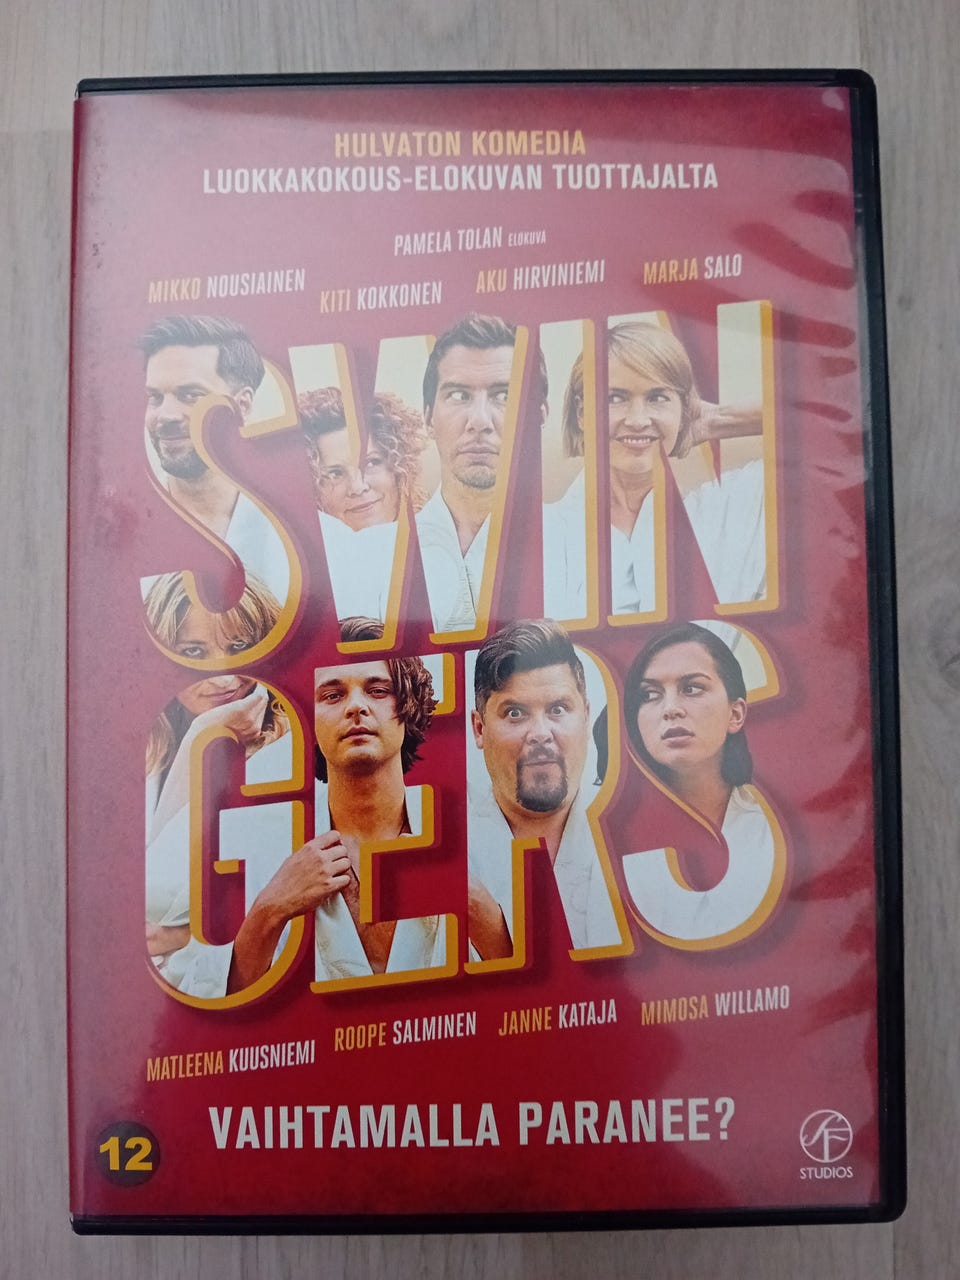 HULVATON KOMEDIA
LUOKKAKOKOUS-ELOKUVAN TUOTTAJALTA
PAMELA TOLAN ELOKUVA
MIKKO NOUSIAINEN KITI KOKKONEN AKU HIRVINIEMI MARJA SALO
SWIN
GERS
MATLEENA KUUSNIEMI ROOPE SALMINEN JANNE KATAJA MIMOSA WILLAMO
VAIHTAMALLA PARANEE?
12
SF
STUDIOS